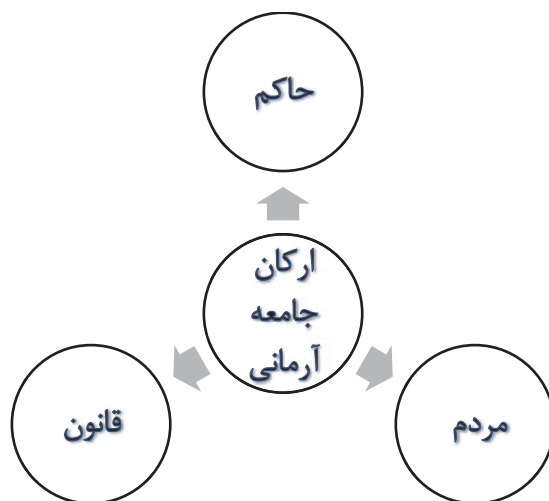 حاکم
ارکان
جامعه
آرمانی
مردم
قانون